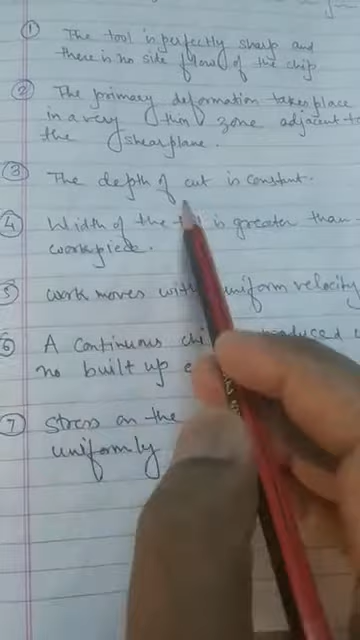 ① The tool is perfectly sharp and
there is no side flow of the chip
② The primary deformation takes place
in a very thin zone adjacent to
the shear plane.
③ The depth of cut is constant.
④ Width of the is greater than
workpiece.
⑤ work moves with uniform velocity
⑥ A continuous
no built up
⑦ Stress on the
uniformly